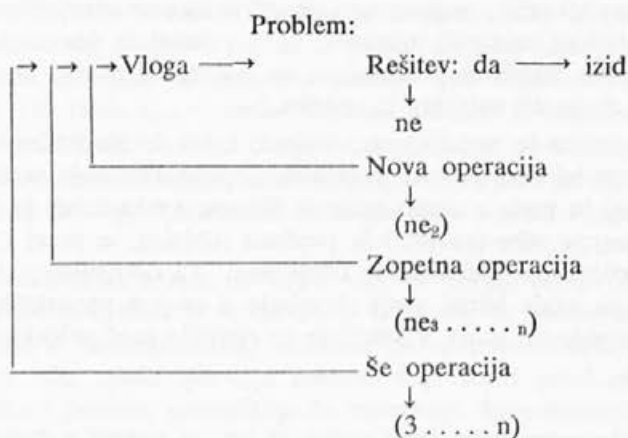 Problem:
→ → → Vloga → Rešitev: da → izid
↓
ne
Nova operacija
↓
(ne₂)
Zopetna operacija
↓
(ne₃ . . . . . ₙ)
Še operacija
↓
(3 . . . . . n)